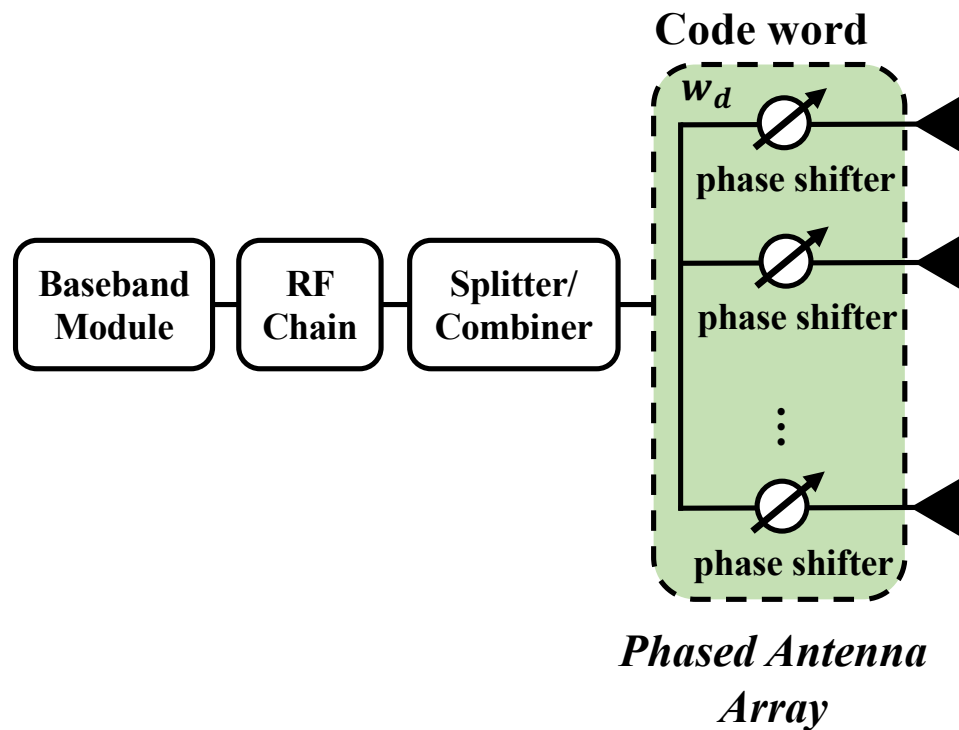 Code word
w_d
phase shifter
phase shifter
Baseband
Module
RF
Chain
Splitter/
Combiner
⋮
phase shifter
Phased Antenna
Array